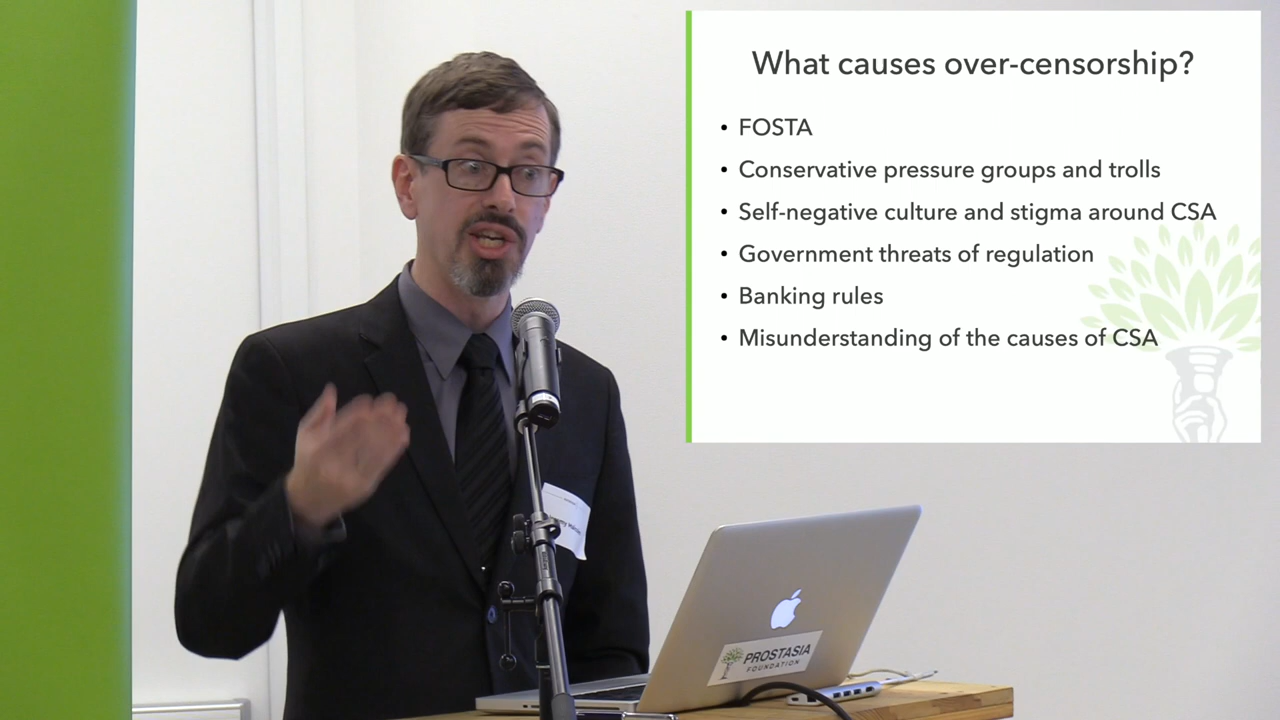 What causes over-censorship?
• FOSTA
• Conservative pressure groups and trolls
• Self-negative culture and stigma around CSA
• Government threats of regulation
• Banking rules
• Misunderstanding of the causes of CSA
PROSTASIA
FOUNDATION